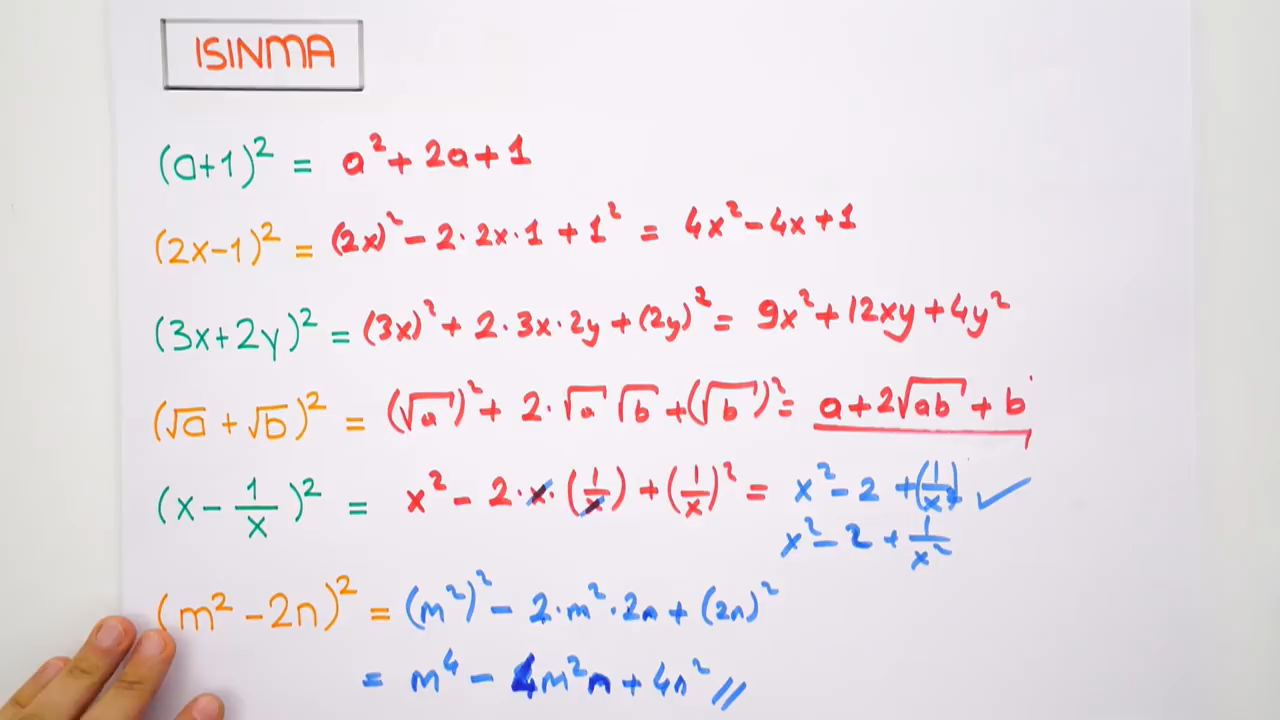 ISINMA
(a+1)² = a² + 2a + 1
(2x-1)² = (2x)² - 2·2x·1 + 1² = 4x² - 4x + 1
(3x+2y)² = (3x)² + 2·3x·2y + (2y)² = 9x² + 12xy + 4y²
(√a + √b)² = (√a)² + 2·√a √b + (√b)² = a + 2√ab + b
(x - 1/x)² = x² - 2·x·(1/x) + (1/x)² = x² - 2 + (1/x²) ✓
x² - 2 + 1/x²
(m² - 2n)² = (m²)² - 2·m²·2n + (2n)²
= m⁴ - 4m²n + 4n² //